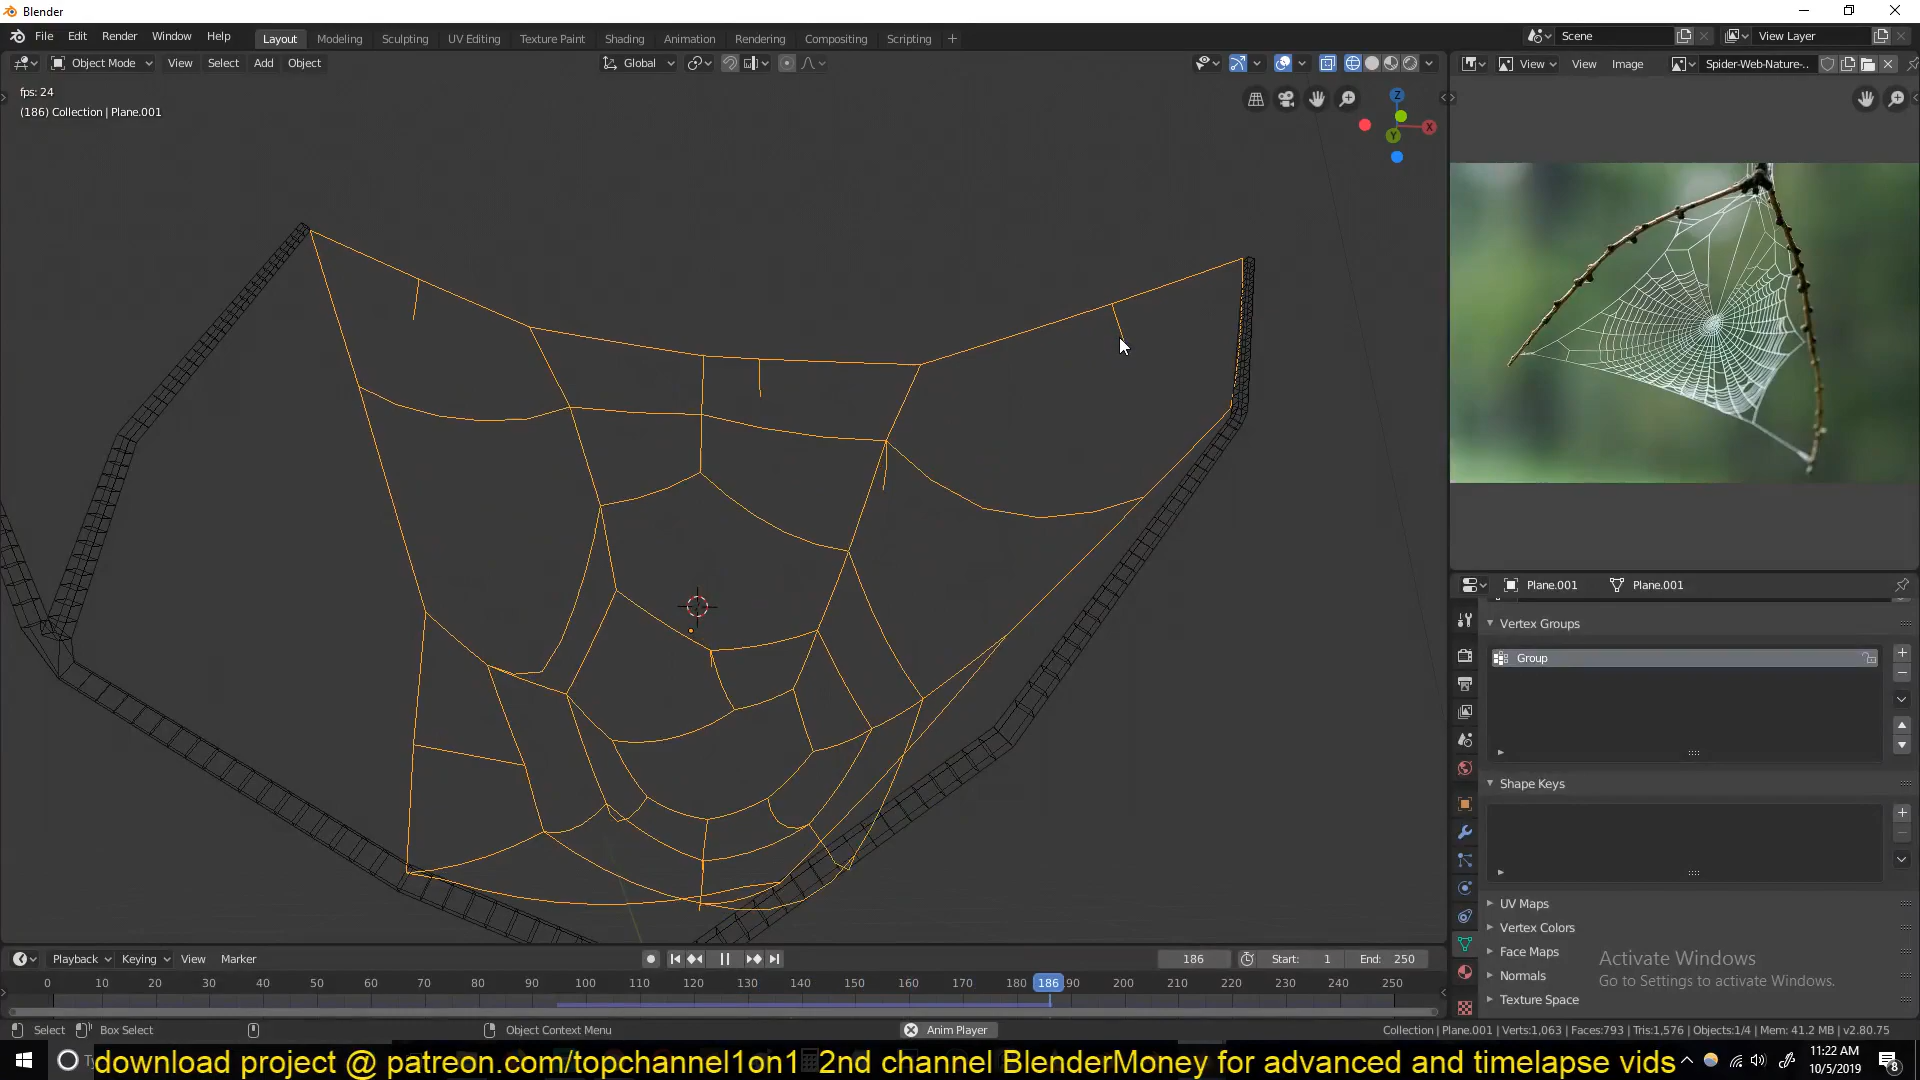 Blender
File Edit Render Window Help
Layout Modeling Sculpting UV Editing Texture Paint Shading Animation Rendering Compositing Scripting
Scene
View Layer
Object Mode View Select Add Object
Global
View View Image Spider-Web-Nature-..
fps: 24
(186) Collection | Plane.001
Z
X
Y
Plane.001 Plane.001
Vertex Groups
Group
Shape Keys
UV Maps
Vertex Colors
Face Maps
Normals
Texture Space
Activate Windows
Go to Settings to activate Windows.
Playback Keying View Marker
186
Start: 1
End: 250
0 10 20 30 40 50 60 70 80 90 100 110 120 130 140 150 160 170 180 186 90 200 210 220 230 240 250
Select Box Select Object Context Menu Anim Player
Collection | Plane.001 | Verts:1,063 | Faces:793 | Tris:1,576 | Objects:1/4 | Mem: 41.2 MB | v2.80.75
download project @ patreon.com/topchannel1on1 2nd channel BlenderMoney for advanced and timelapse vids
11:22 AM
10/5/2019
8